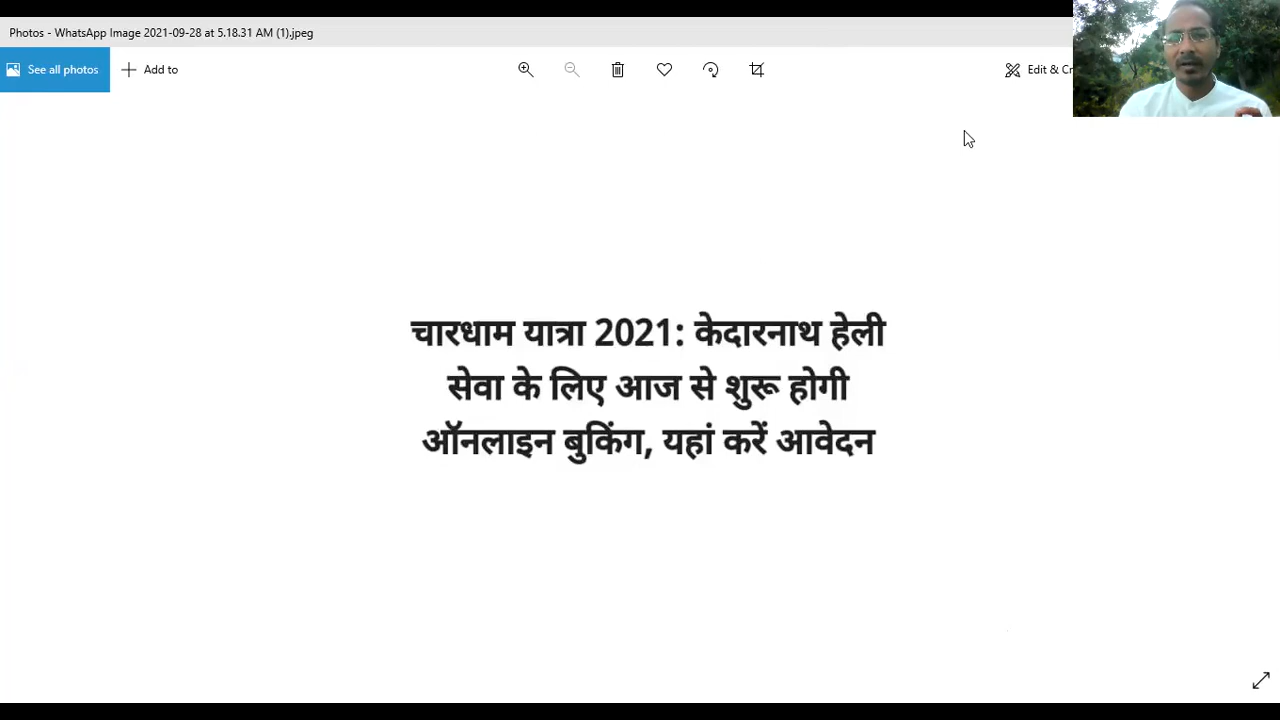 Photos - WhatsApp Image 2021-09-28 at 5.18.31 AM (1).jpeg
See all photos
Add to
Edit & Cr
चारधाम यात्रा 2021: केदारनाथ हेली
सेवा के लिए आज से शुरू होगी
ऑनलाइन बुकिंग, यहां करें आवेदन